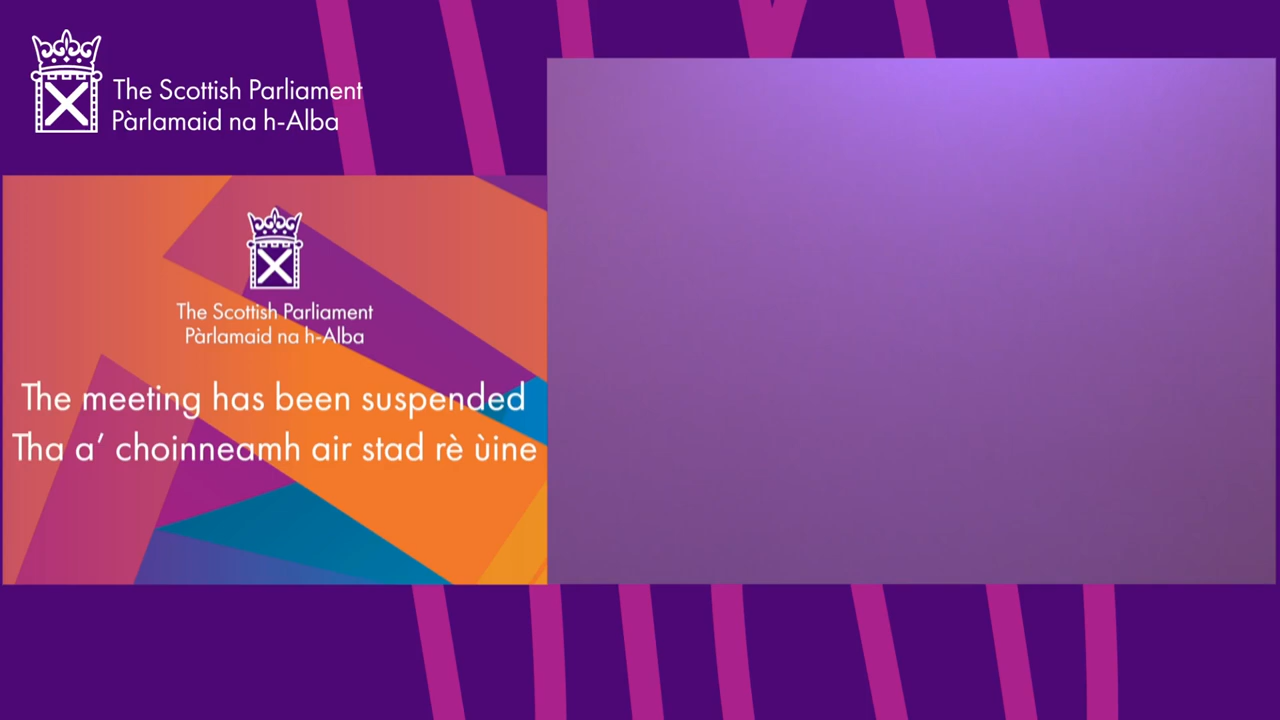 The Scottish Parliament
Pàrlamaid na h-Alba
The Scottish Parliament
Pàrlamaid na h-Alba
The meeting has been suspended
Tha a’ choinneamh air stad rè ùine